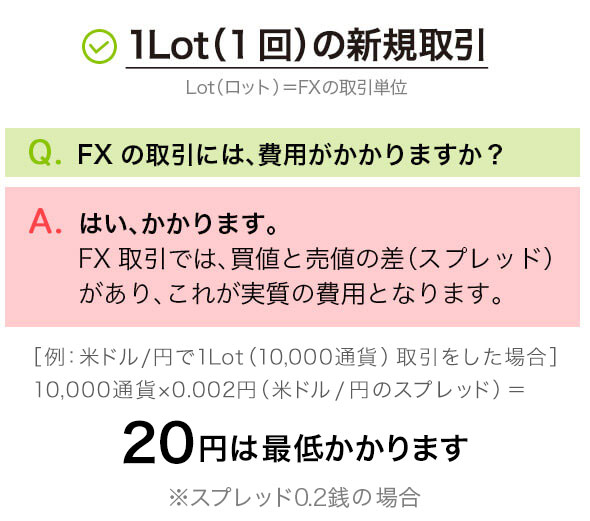 1Lot(1回)の新規取引
Lot(ロット)=FXの取引単位
Q. FXの取引には、費用がかかりますか?
A. はい、かかります。
FX取引では、買値と売値の差(スプレッド)
があり、これが実質の費用となります。
[例:米ドル/円で1Lot(10,000通貨)取引をした場合]
10,000通貨×0.002円(米ドル/円のスプレッド)=
20円は最低かかります
※スプレッド0.2銭の場合